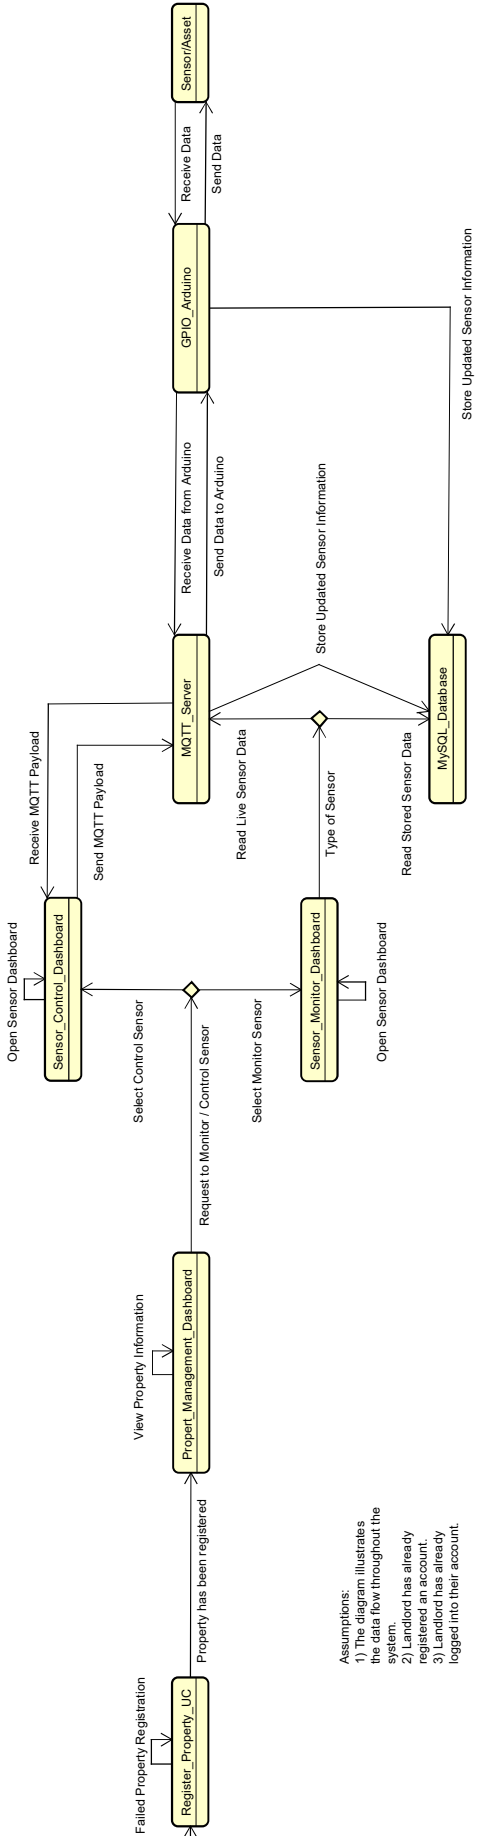 Failed Property Registration
Register_Property_UC
Property has been registered
View Property Information
Propert_Management_Dashboard
Request to Monitor / Control Sensor
Select Control Sensor
Select Monitor Sensor
Open Sensor Dashboard
Sensor_Control_Dashboard
Sensor_Monitor_Dashboard
Open Sensor Dashboard
Receive MQTT Payload
Send MQTT Payload
Type of Sensor
Read Live Sensor Data
Read Stored Sensor Data
MQTT_Server
MySQL_Database
Store Updated Sensor Information
Receive Data from Arduino
Send Data to Arduino
GPIO_Arduino
Store Updated Sensor Information
Receive Data
Send Data
Sensor/Asset
Assumptions:
1) The diagram illustrates
the data flow throughout the
system.
2) Landlord has already
registered an account.
3) Landlord has already
logged into their account.